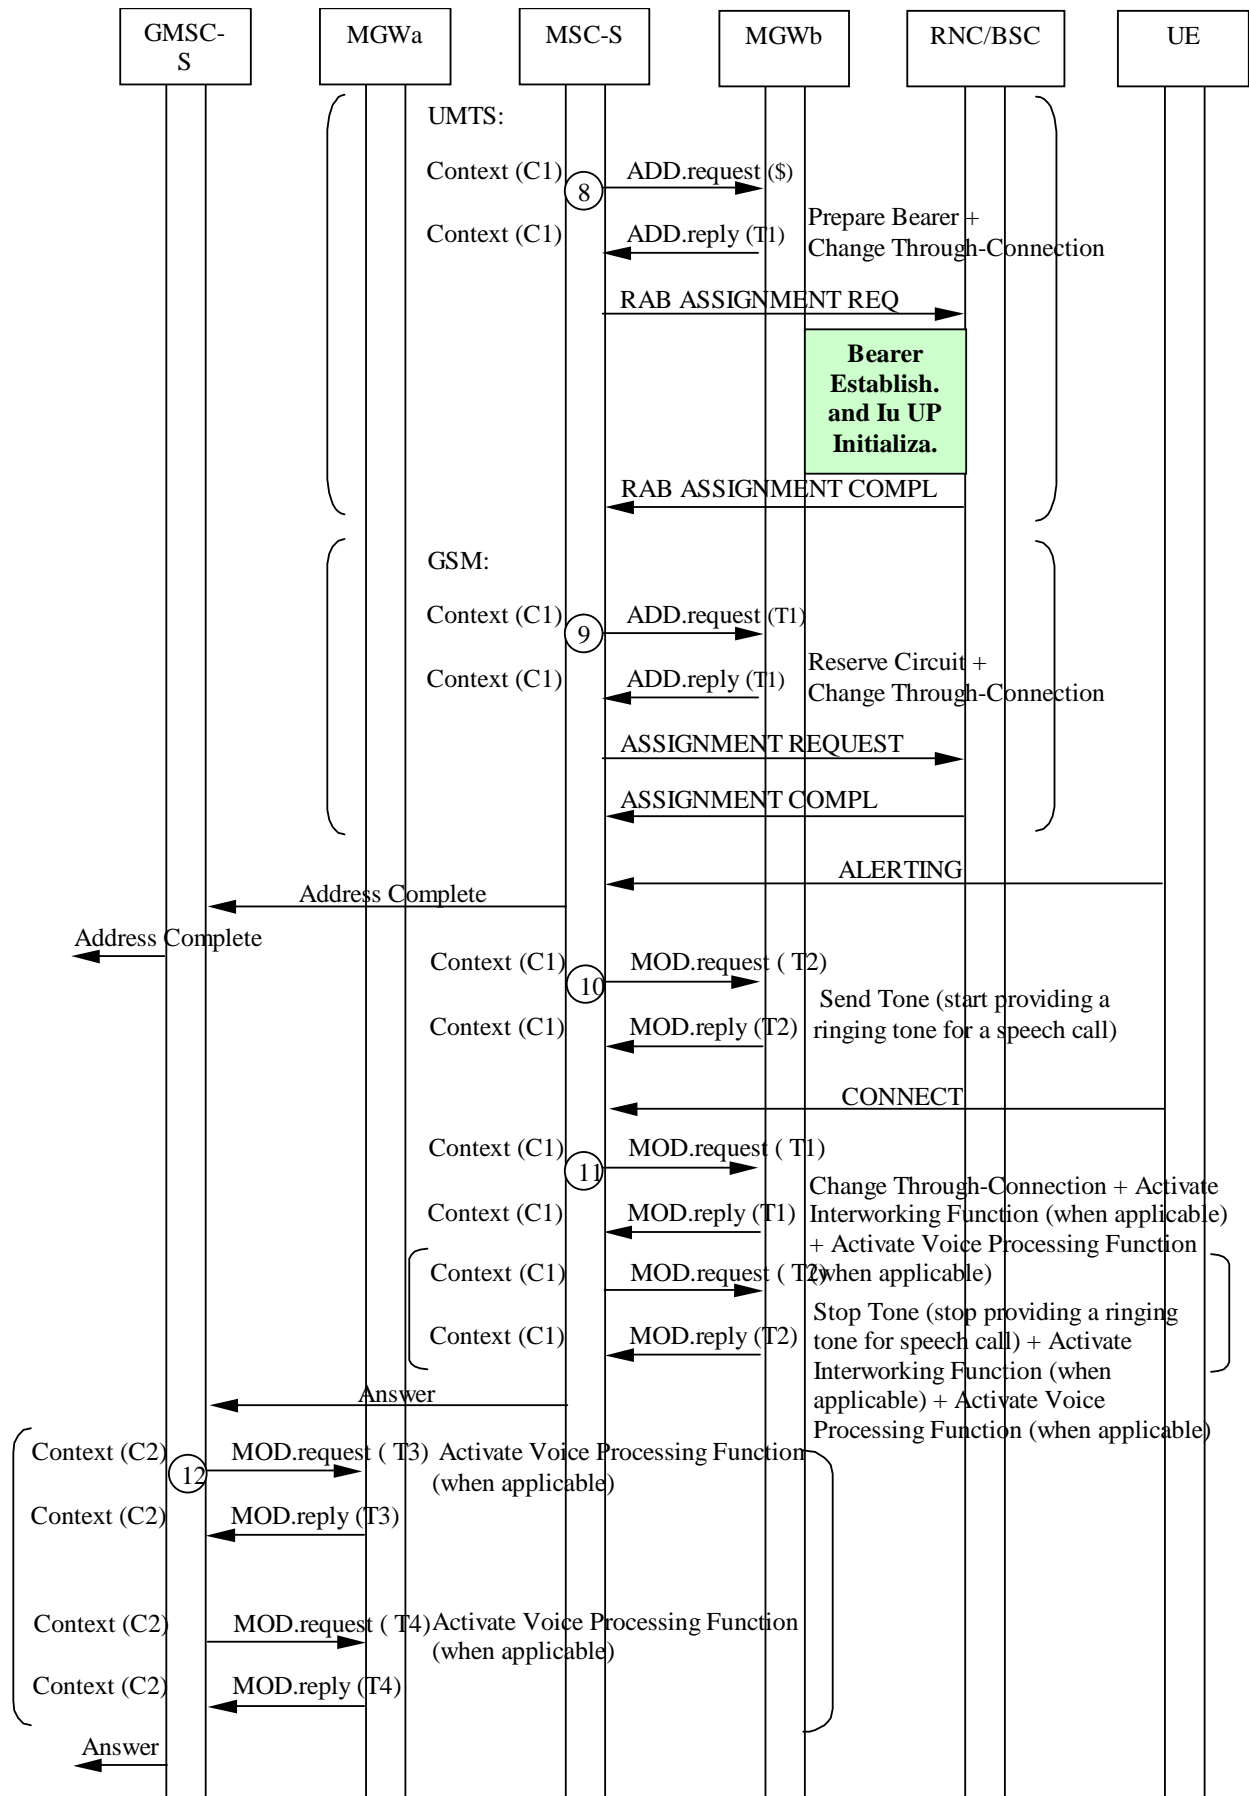 GMSC-
S
MGWa
MSC-S
MGWb
RNC/BSC
UE
UMTS:
Context (C1)
8
ADD.request ($)
Context (C1)
ADD.reply (T1)
Prepare Bearer +
Change Through-Connection
RAB ASSIGNMENT REQ
Bearer
Establish.
and Iu UP
Initializa.
RAB ASSIGNMENT COMPL
GSM:
Context (C1)
9
ADD.request (T1)
Context (C1)
ADD.reply (T1)
Reserve Circuit +
Change Through-Connection
ASSIGNMENT REQUEST
ASSIGNMENT COMPL
ALERTING
Address Complete
Address Complete
Context (C1)
10
MOD.request ( T2)
Context (C1)
MOD.reply (T2)
Send Tone (start providing a
ringing tone for a speech call)
CONNECT
Context (C1)
11
MOD.request ( T1)
Context (C1)
MOD.reply (T1)
Change Through-Connection + Activate
Interworking Function (when applicable)
+ Activate Voice Processing Function
(when applicable)
Context (C1)
MOD.request ( T2)
Context (C1)
MOD.reply (T2)
Stop Tone (stop providing a ringing
tone for speech call) + Activate
Interworking Function (when
applicable) + Activate Voice
Processing Function (when applicable)
Answer
Context (C2)
12
MOD.request ( T3)
Activate Voice Processing Function
(when applicable)
Context (C2)
MOD.reply (T3)
Context (C2)
MOD.request ( T4)
Activate Voice Processing Function
(when applicable)
Context (C2)
MOD.reply (T4)
Answer